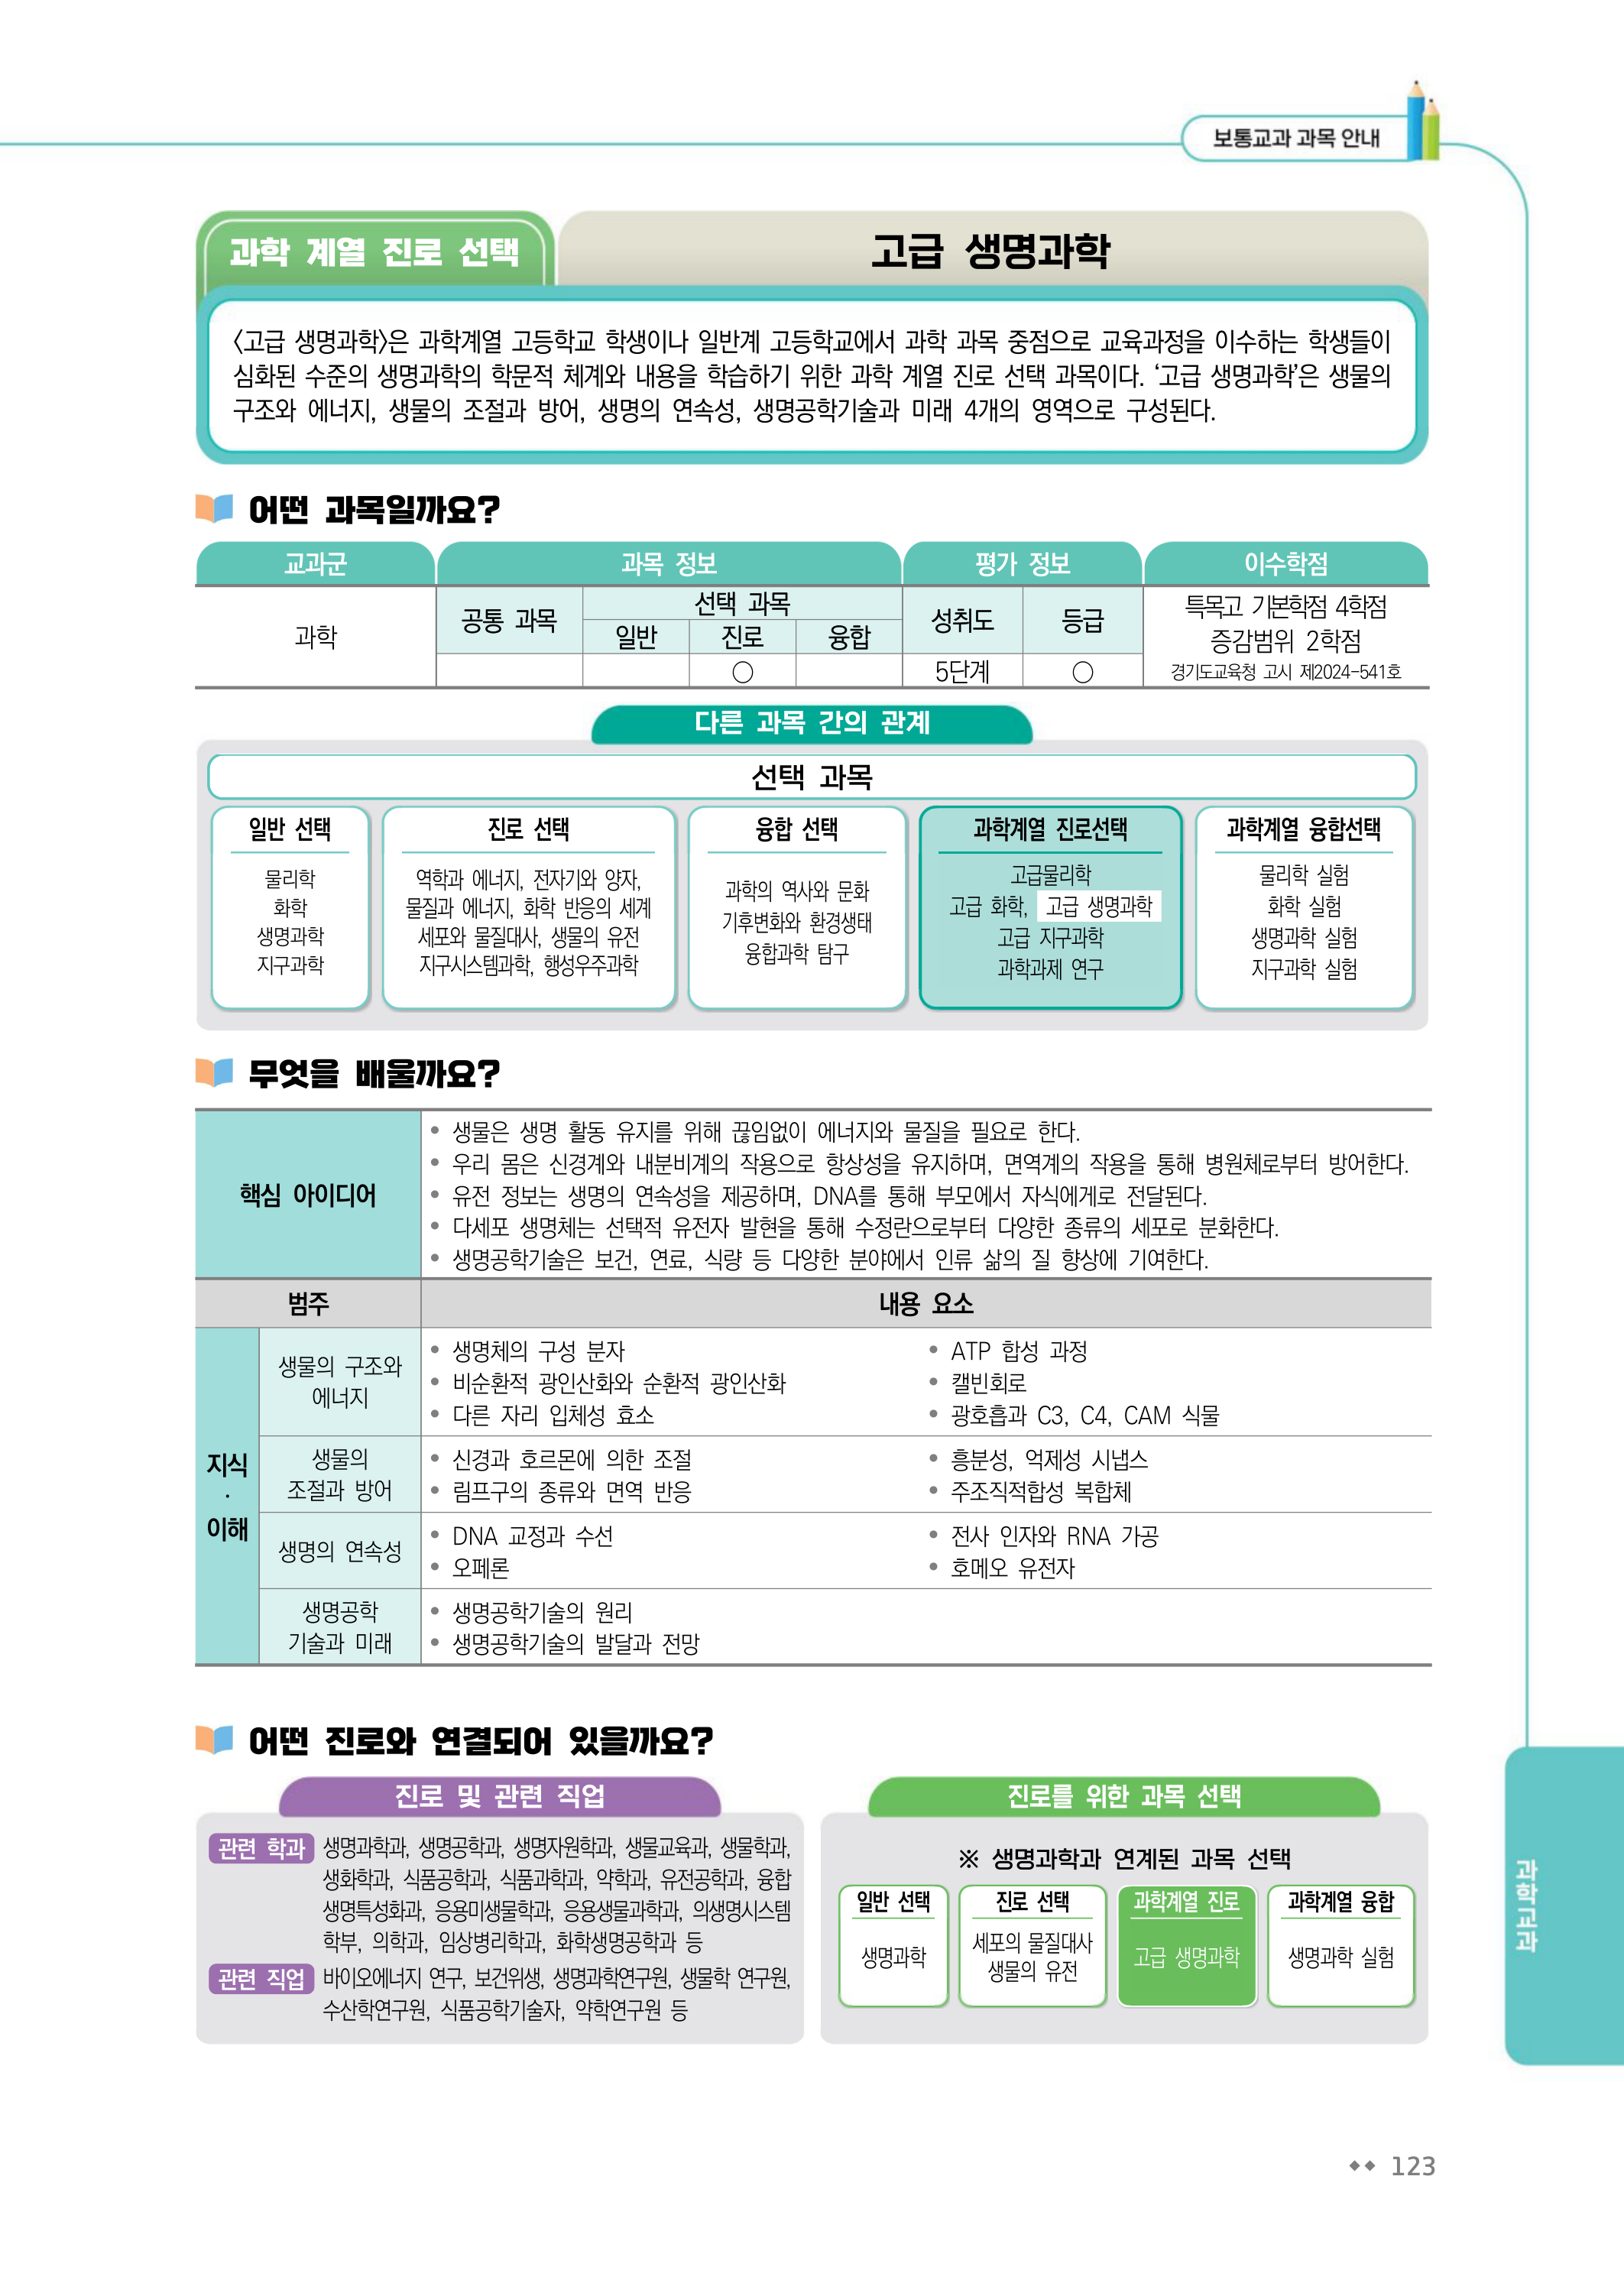 보통교과 과목 안내
과학 계열 진로 선택
고급 생명과학
〈고급 생명과학〉은 과학계열 고등학교 학생이나 일반계 고등학교에서 과학 과목 중점으로 교육과정을 이수하는 학생들이
심화된 수준의 생명과학의 학문적 체계와 내용을 학습하기 위한 과학 계열 진로 선택 과목이다. ‘고급 생명과학’은 생물의
구조와 에너지, 생물의 조절과 방어, 생명의 연속성, 생명공학기술과 미래 4개의 영역으로 구성된다.
어떤 과목일까요?
교과군 과목 정보 평가 정보 이수학점
과학
공통 과목
선택 과목
일반 진로 융합
성취도 등급
○
5단계 ○
특목고 기본학점 4학점
증감범위 2학점
경기도교육청 고시 제2024-541호
다른 과목 간의 관계
선택 과목
일반 선택
물리학
화학
생명과학
지구과학
진로 선택
역학과 에너지, 전자기와 양자,
물질과 에너지, 화학 반응의 세계
세포와 물질대사, 생물의 유전
지구시스템과학, 행성우주과학
융합 선택
과학의 역사와 문화
기후변화와 환경생태
융합과학 탐구
과학계열 진로선택
고급물리학
고급 화학, 고급 생명과학
고급 지구과학
과학과제 연구
과학계열 융합선택
물리학 실험
화학 실험
생명과학 실험
지구과학 실험
무엇을 배울까요?
핵심 아이디어
• 생물은 생명 활동 유지를 위해 끊임없이 에너지와 물질을 필요로 한다.
• 우리 몸은 신경계와 내분비계의 작용으로 항상성을 유지하며, 면역계의 작용을 통해 병원체로부터 방어한다.
• 유전 정보는 생명의 연속성을 제공하며, DNA를 통해 부모에서 자식에게로 전달된다.
• 다세포 생명체는 선택적 유전자 발현을 통해 수정란으로부터 다양한 종류의 세포로 분화한다.
• 생명공학기술은 보건, 연료, 식량 등 다양한 분야에서 인류 삶의 질 향상에 기여한다.
범주 내용 요소
지식
·
이해
생물의 구조와
에너지
• 생명체의 구성 분자
• 비순환적 광인산화와 순환적 광인산화
• 다른 자리 입체성 효소
• ATP 합성 과정
• 캘빈회로
• 광호흡과 C3, C4, CAM 식물
생물의
조절과 방어
• 신경과 호르몬에 의한 조절
• 림프구의 종류와 면역 반응
• 흥분성, 억제성 시냅스
• 주조직적합성 복합체
생명의 연속성
• DNA 교정과 수선
• 오페론
• 전사 인자와 RNA 가공
• 호메오 유전자
생명공학
기술과 미래
• 생명공학기술의 원리
• 생명공학기술의 발달과 전망
어떤 진로와 연결되어 있을까요?
진로 및 관련 직업
관련 학과 생명과학과, 생명공학과, 생명자원학과, 생물교육과, 생물학과,
생화학과, 식품공학과, 식품과학과, 약학과, 유전공학과, 융합
생명특성화과, 응용미생물학과, 응용생물과학과, 의생명시스템
학부, 의학과, 임상병리학과, 화학생명공학과 등
관련 직업 바이오에너지 연구, 보건위생, 생명과학연구원, 생물학 연구원,
수산학연구원, 식품공학기술자, 약학연구원 등
진로를 위한 과목 선택
※ 생명과학과 연계된 과목 선택
일반 선택
생명과학
진로 선택
세포의 물질대사
생물의 유전
과학계열 진로
고급 생명과학
과학계열 융합
생명과학 실험
과학교과
123